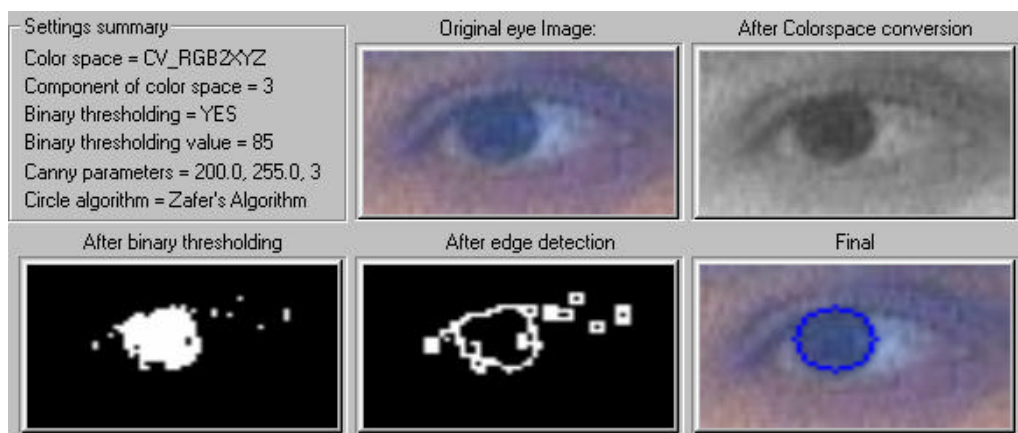 Settings summary
Color space = CV_RGB2XYZ
Component of color space = 3
Binary thresholding = YES
Binary thresholding value = 85
Canny parameters = 200.0, 255.0, 3
Circle algorithm = Zafer's Algorithm
Original eye Image:
After Colorspace conversion
After binary thresholding
After edge detection
Final